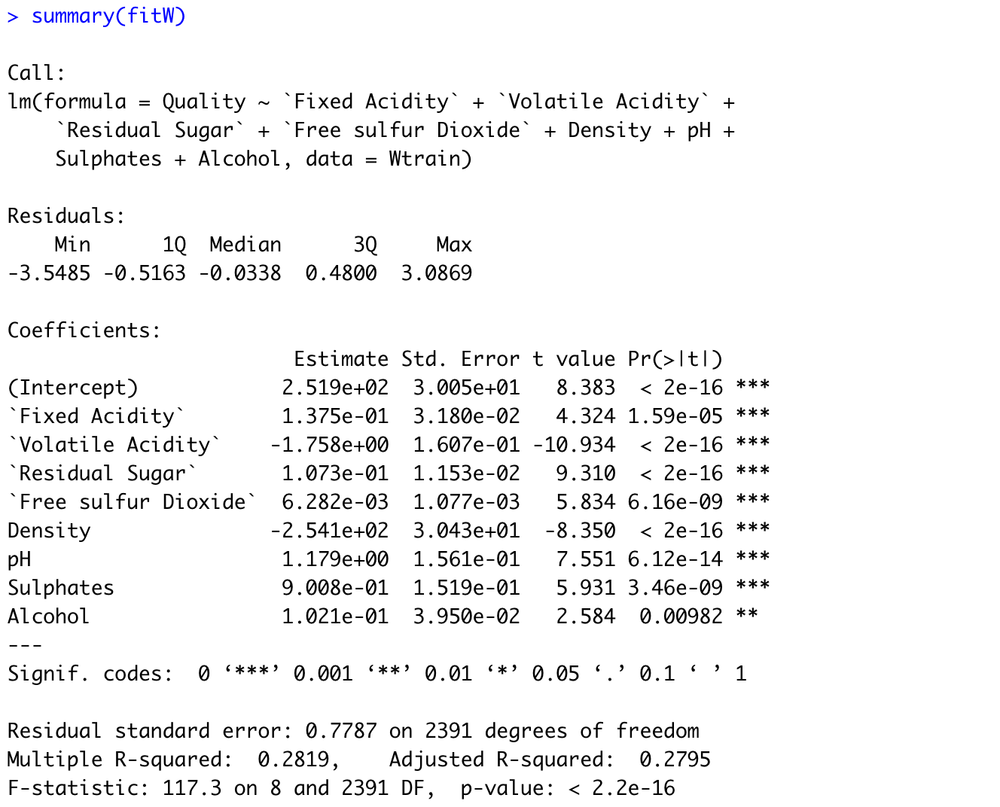 > summary(fitW)

Call:
lm(formula = Quality ~ `Fixed Acidity` + `Volatile Acidity` +
    `Residual Sugar` + `Free sulfur Dioxide` + Density + pH +
    Sulphates + Alcohol, data = Wtrain)

Residuals:
    Min      1Q  Median      3Q     Max
-3.5485 -0.5163 -0.0338  0.4800  3.0869

Coefficients:
                        Estimate Std. Error t value Pr(>|t|)
(Intercept)            2.519e+02  3.005e+01   8.383  < 2e-16 ***
`Fixed Acidity`        1.375e-01  3.180e-02   4.324 1.59e-05 ***
`Volatile Acidity`    -1.758e+00  1.607e-01 -10.934  < 2e-16 ***
`Residual Sugar`       1.073e-01  1.153e-02   9.310  < 2e-16 ***
`Free sulfur Dioxide`  6.282e-03  1.077e-03   5.834 6.16e-09 ***
Density               -2.541e+02  3.043e+01  -8.350  < 2e-16 ***
pH                     1.179e+00  1.561e-01   7.551 6.12e-14 ***
Sulphates              9.008e-01  1.519e-01   5.931 3.46e-09 ***
Alcohol                1.021e-01  3.950e-02   2.584  0.00982 **
---
Signif. codes:  0 ‘***’ 0.001 ‘**’ 0.01 ‘*’ 0.05 ‘.’ 0.1 ‘ ’ 1

Residual standard error: 0.7787 on 2391 degrees of freedom
Multiple R-squared:  0.2819,    Adjusted R-squared:  0.2795
F-statistic: 117.3 on 8 and 2391 DF,  p-value: < 2.2e-16